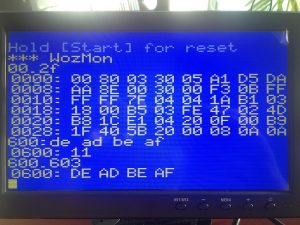 Hold [Start] for reset
*** WozMon
00.2f
0000: 00 80 03 30 05 A1 D5 DA
0008: AA 8E 00 30 00 F3 0B FF
0010: FF FF 7E 04 04 1A B1 03
0018: 18 00 B5 03 FE 47 02 4D
0020: B8 1C E1 04 20 0F 00 B9
0028: 1F 40 5B 20 00 08 0A 0A
600:de ad be af
0600: 11
600.603
0600: DE AD BE AF
MENU